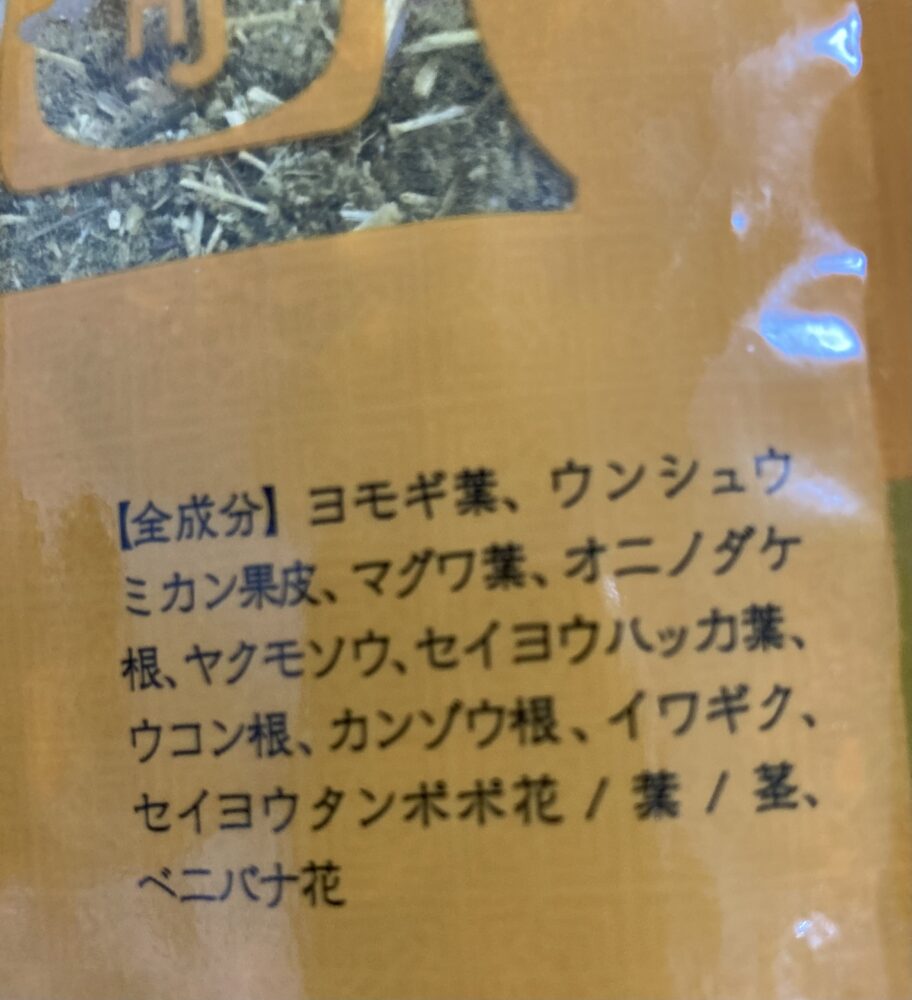 【全成分】ヨモギ葉、ウンシュウ
ミカン果皮、マグワ葉、オニノダケ
根、ヤクモソウ、セイヨウハッカ葉、
ウコン根、カンゾウ根、イワギク、
セイヨウタンポポ花 / 葉 / 茎、
ベニバナ花